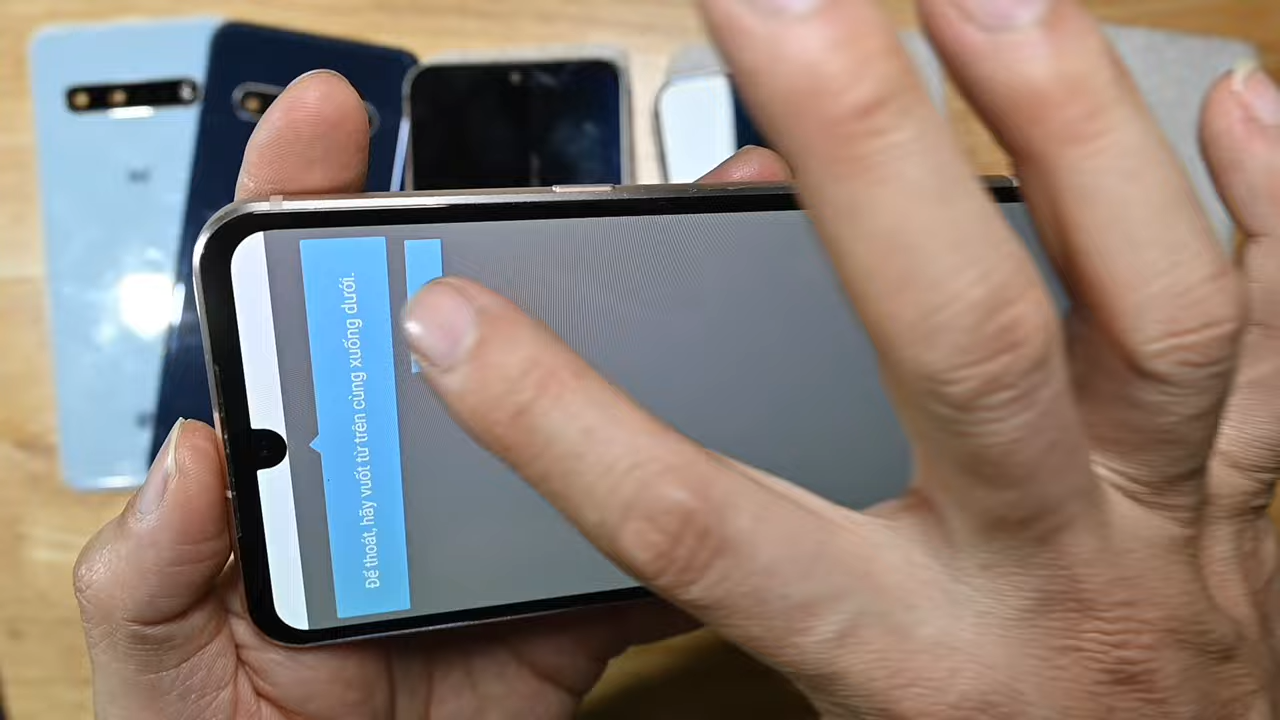 Để thoát, hãy vuốt từ trên cùng xuống dưới.